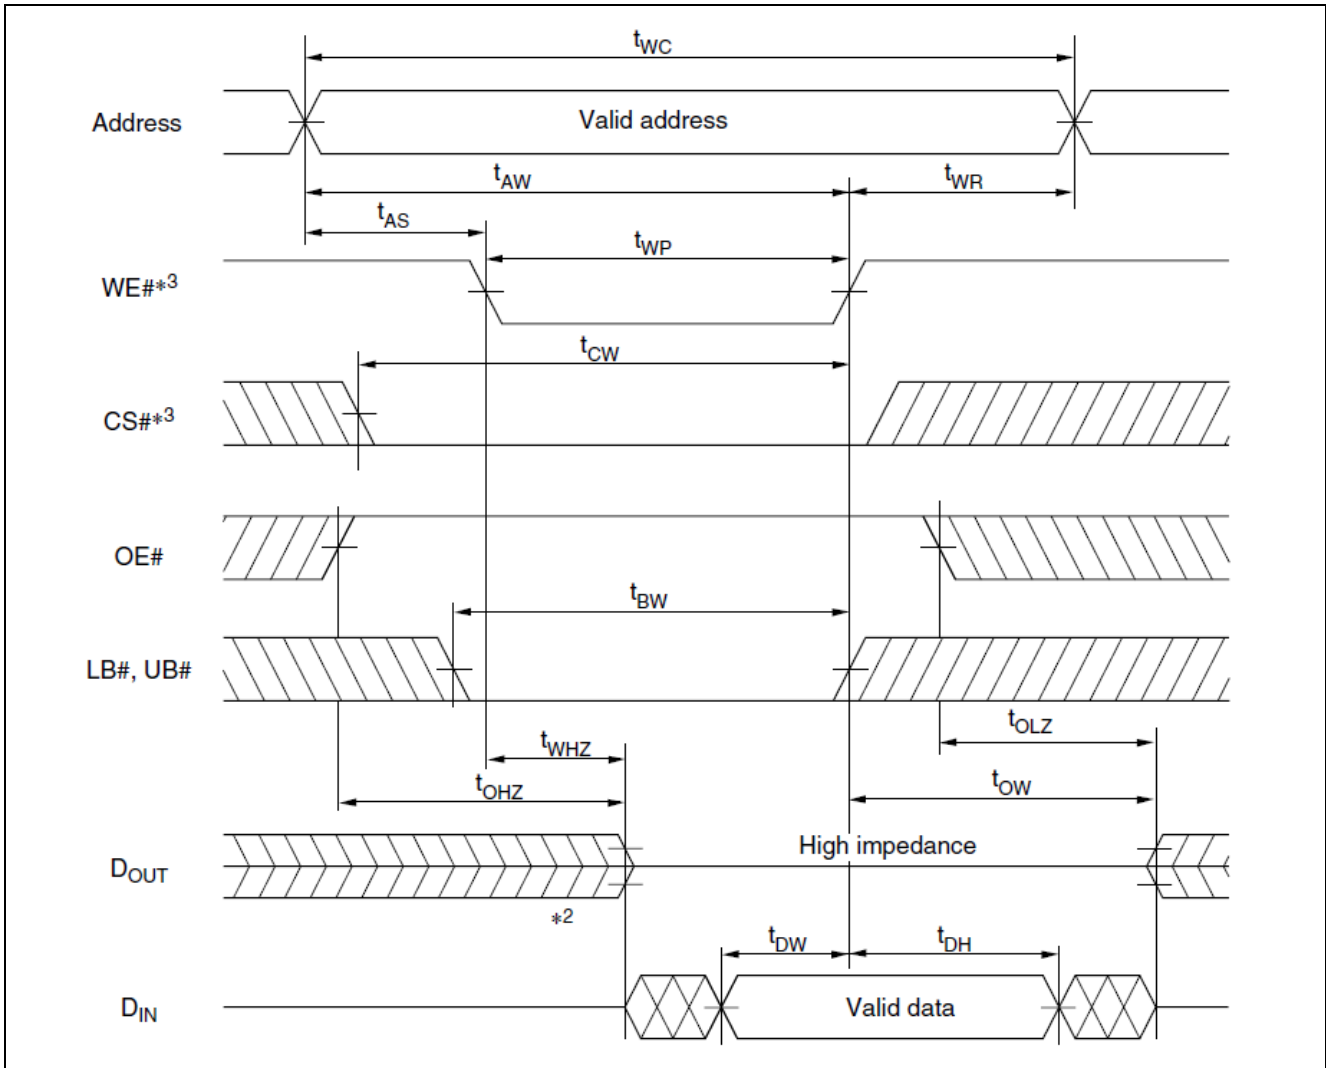 tWC
Address
Valid address
tAW
tWR
tAS
tWP
WE#*3
tCW
CS#*3
OE#
tBW
LB#, UB#
tOLZ
tWHZ
tOHZ
tOW
High impedance
DOUT
*2
tDW
tDH
DIN
Valid data